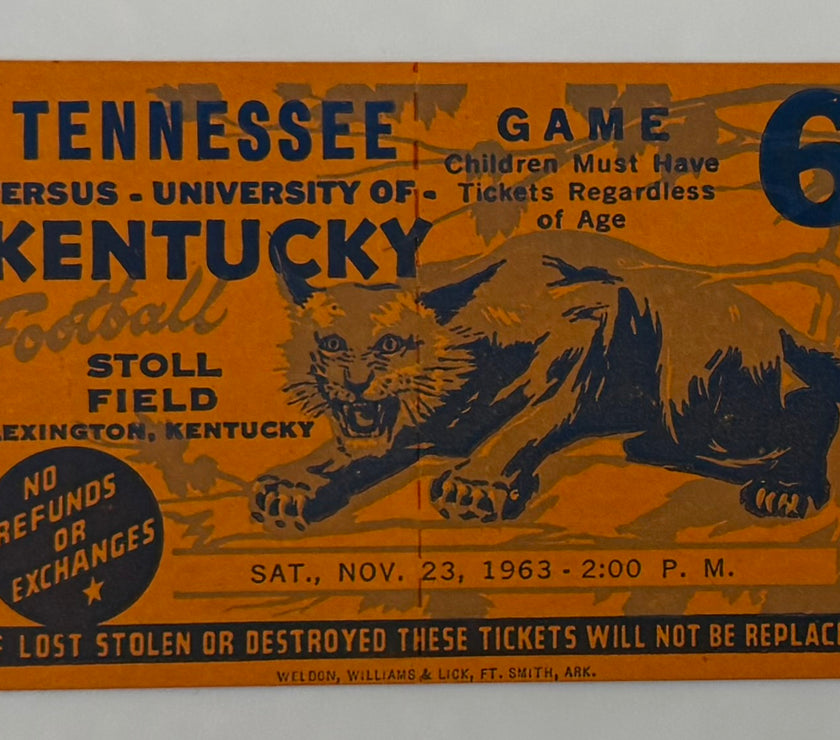 TENNESSEE
ERSUS - UNIVERSITY OF -
KENTUCKY
Football
STOLL
FIELD
LEXINGTON, KENTUCKY
NO
REFUNDS
OR
EXCHANGES
GAME
Children Must Have
Tickets Regardless
of Age
6
SAT., NOV. 23, 1963 - 2:00 P. M.
F LOST STOLEN OR DESTROYED THESE TICKETS WILL NOT BE REPLAC
WELDON, WILLIAMS & LICK, FT. SMITH, ARK.